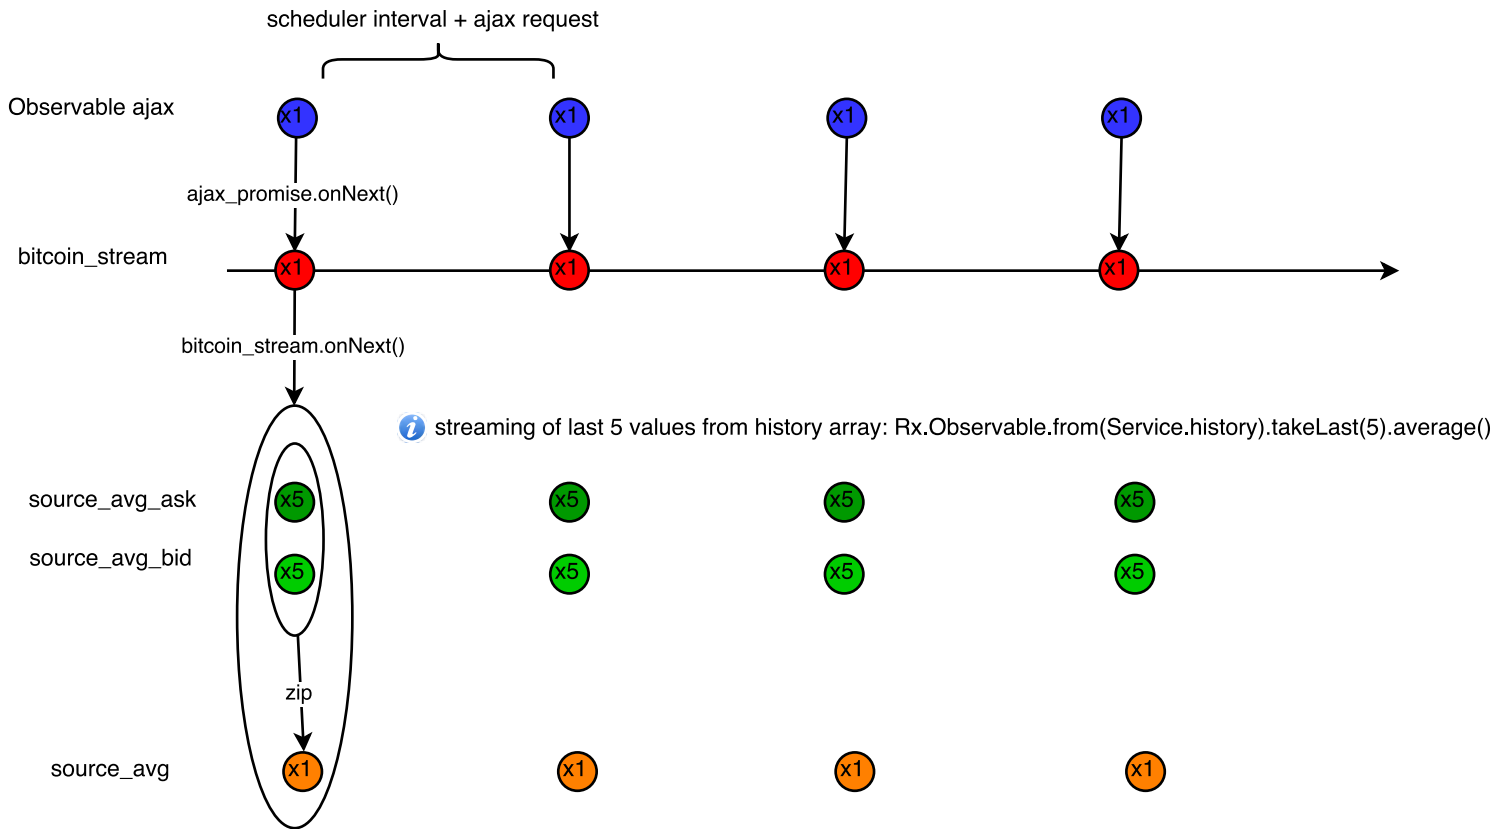 scheduler interval + ajax request
Observable ajax
x1 x1 x1 x1
ajax_promise.onNext()
bitcoin_stream
x1 x1 x1 x1
bitcoin_stream.onNext()
i streaming of last 5 values from history array: Rx.Observable.from(Service.history).takeLast(5).average()
source_avg_ask x5 x5 x5 x5
source_avg_bid x5 x5 x5 x5
zip
source_avg x1 x1 x1 x1